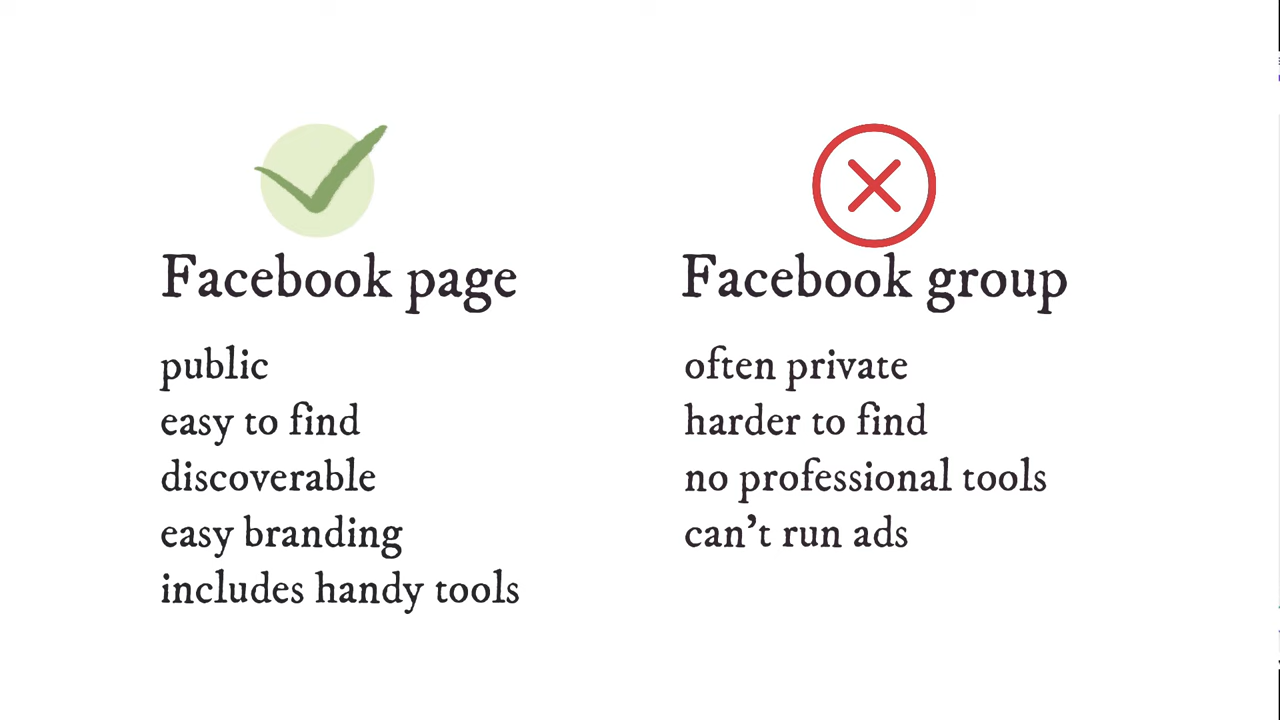 Facebook page
public
easy to find
discoverable
easy branding
includes handy tools
Facebook group
often private
harder to find
no professional tools
can't run ads